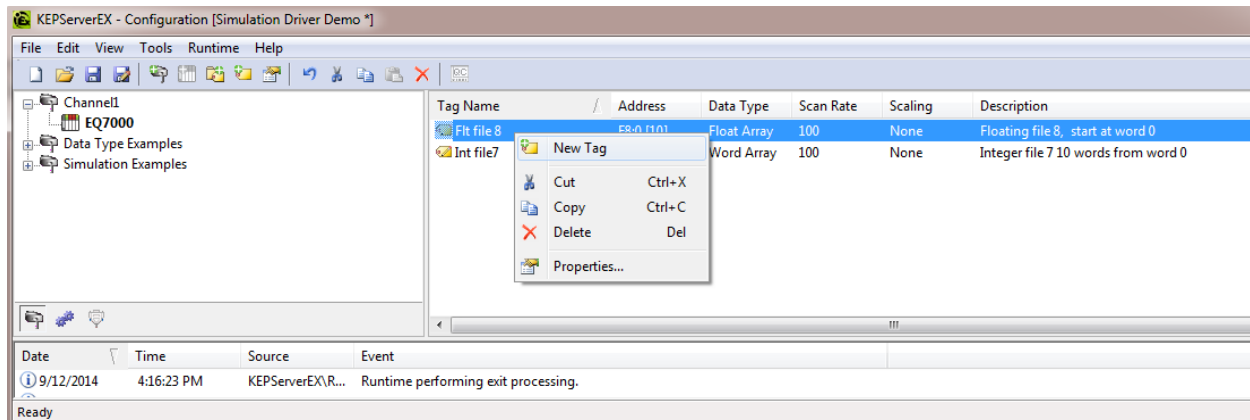 KEPServerEX - Configuration [Simulation Driver Demo *]
File Edit View Tools Runtime Help
Channel1
EQ7000
Data Type Examples
Simulation Examples
Tag Name Address Data Type Scan Rate Scaling Description
Flt file 8 F8:0 [10] Float Array 100 None Floating file 8, start at word 0
Int file7 Word Array 100 None Integer file 7 10 words from word 0
New Tag
Cut Ctrl+X
Copy Ctrl+C
Delete Del
Properties...
Date Time Source Event
9/12/2014 4:16:23 PM KEPServerEX\R... Runtime performing exit processing.
Ready